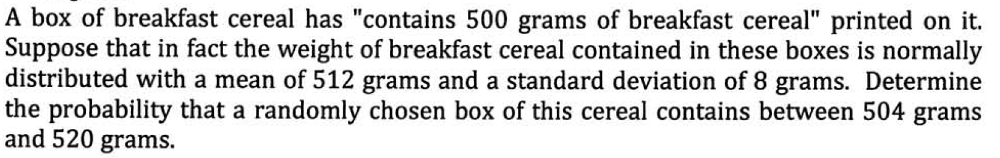 A box of breakfast cereal has "contains 500 grams of breakfast cereal" printed on it.
Suppose that in fact the weight of breakfast cereal contained in these boxes is normally
distributed with a mean of 512 grams and a standard deviation of 8 grams. Determine
the probability that a randomly chosen box of this cereal contains between 504 grams
and 520 grams.